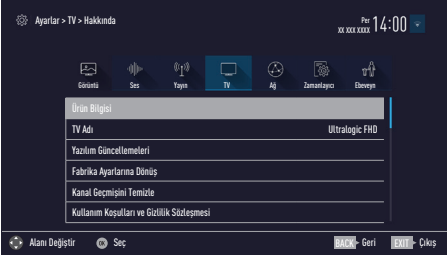 Ayarlar > TV > Hakkında
Per
xx xxx xxxx 14:00
Görüntü Ses Yayın TV Ağ Zamanlayıcı Ebeveyn
Ürün Bilgisi
TV Adı Ultralogic FHD
Yazılım Güncellemeleri
Fabrika Ayarlarına Dönüş
Kanal Geçmişini Temizle
Kullanım Koşulları ve Gizlilik Sözleşmesi
Alanı Değiştir OK Seç BACK Geri EXIT Çıkış